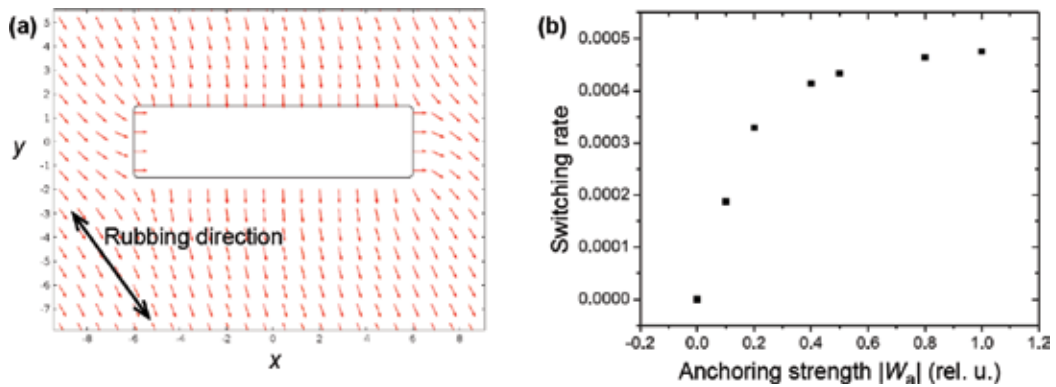 (a)
5
4
3
2
1
0
-1
-2
-3
-4
-5
-6
-7
y
Rubbing direction
-8 -6 -4 -2 0 2 4 6 8
x
(b)
0.0005
0.0004
0.0003
0.0002
0.0001
0.0000
Switching rate
-0.2 0.0 0.2 0.4 0.6 0.8 1.0 1.2
Anchoring strength |Wa| (rel. u.)